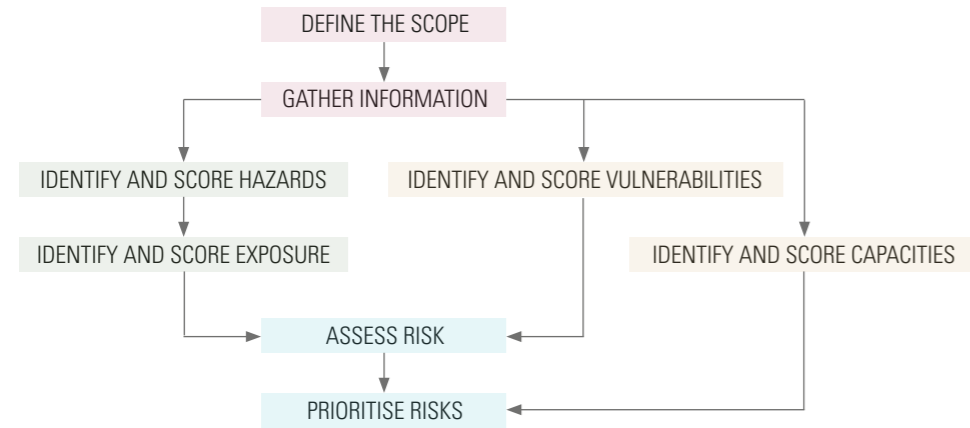 DEFINE THE SCOPE
GATHER INFORMATION
IDENTIFY AND SCORE HAZARDS
IDENTIFY AND SCORE VULNERABILITIES
IDENTIFY AND SCORE EXPOSURE
IDENTIFY AND SCORE CAPACITIES
ASSESS RISK
PRIORITISE RISKS